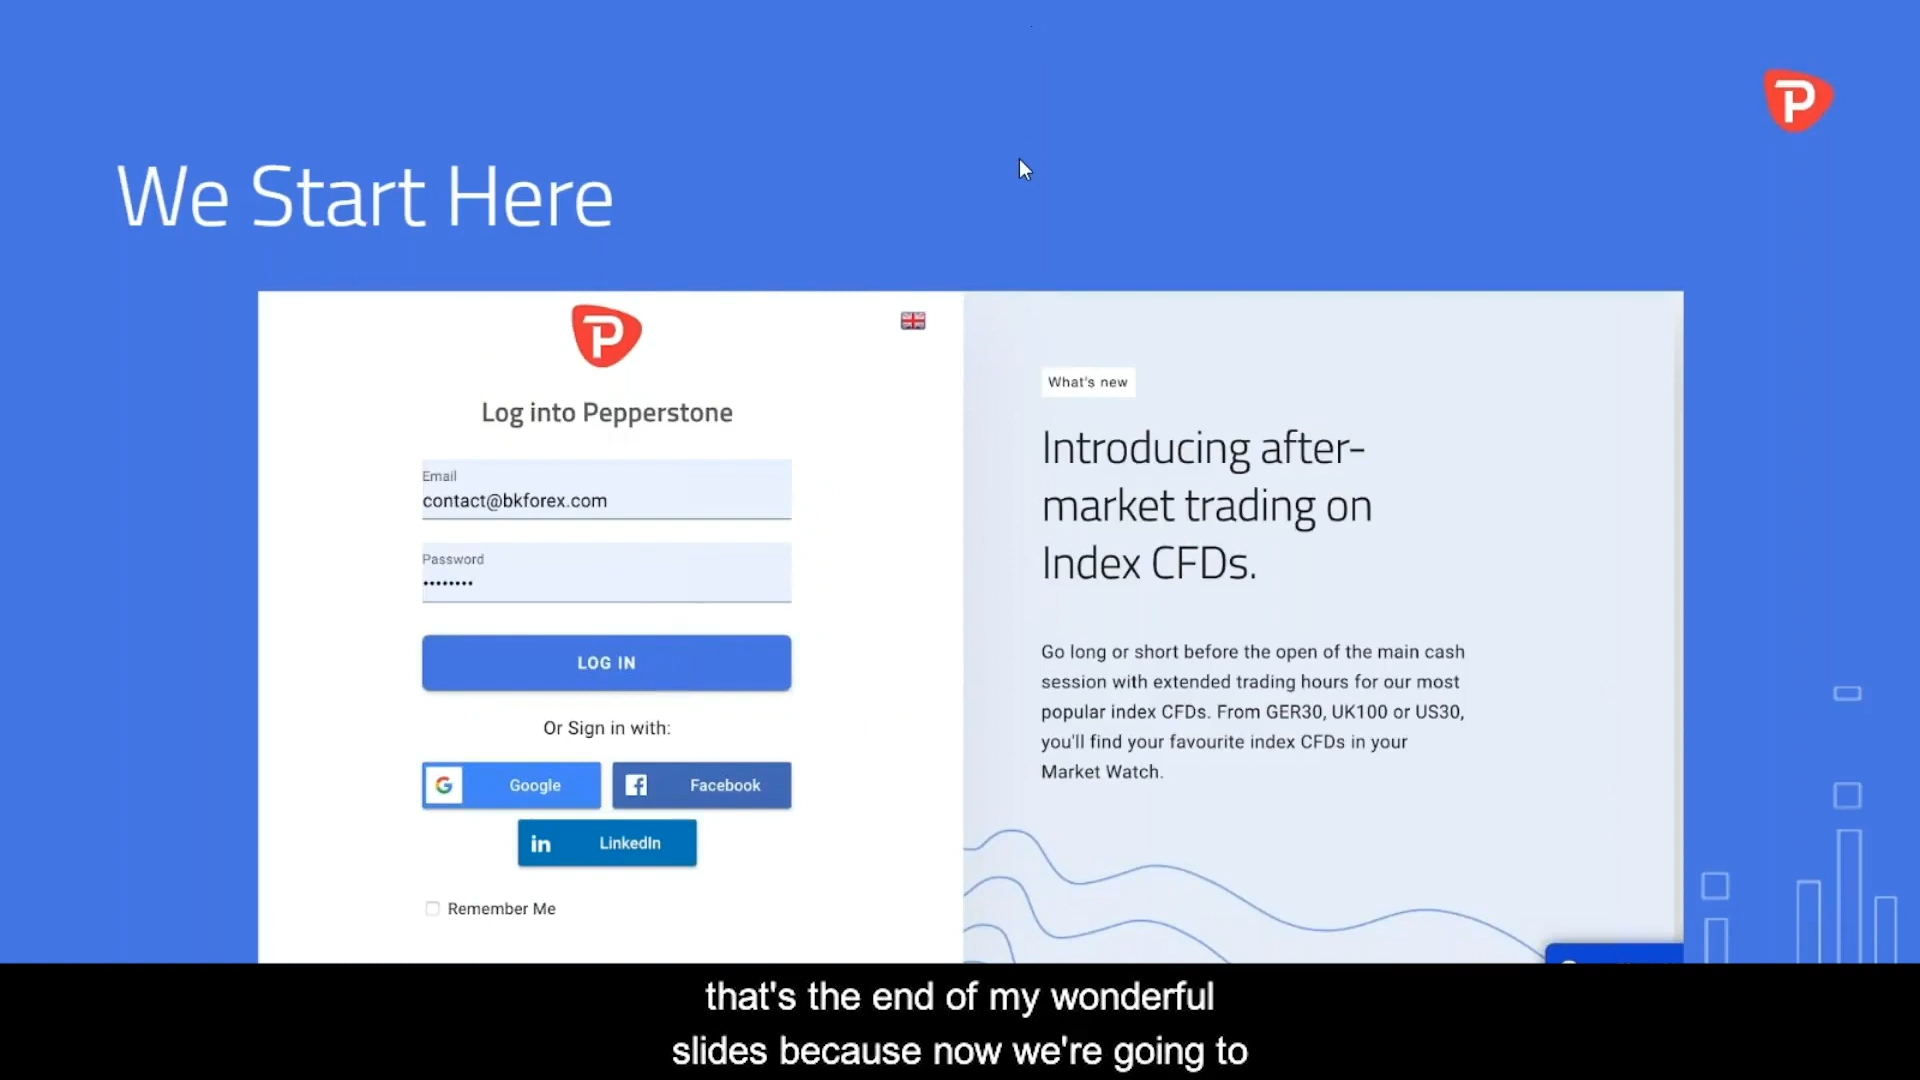 We Start Here
Log into Pepperstone
Email
contact@bkforex.com
Password
••••••••
LOG IN
Or Sign in with:
Google
Facebook
LinkedIn
Remember Me
What's new
Introducing after-
market trading on
Index CFDs.
Go long or short before the open of the main cash
session with extended trading hours for our most
popular index CFDs. From GER30, UK100 or US30,
you'll find your favourite index CFDs in your
Market Watch.
that's the end of my wonderful
slides because now we're going to